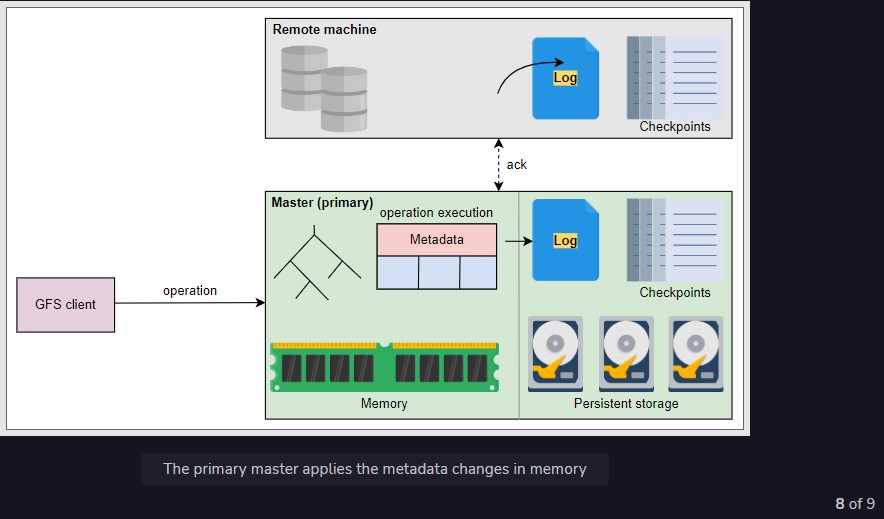 Remote machine
Log
Checkpoints
ack
Master (primary)
operation execution
Metadata
Log
Checkpoints
GFS client
operation
Memory
Persistent storage
The primary master applies the metadata changes in memory
8 of 9